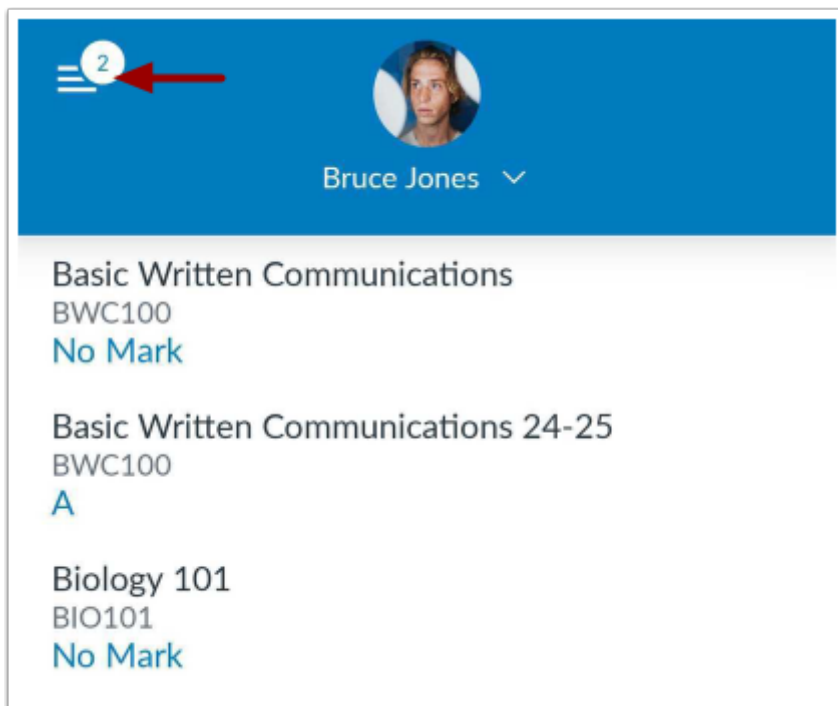 2
Bruce Jones
Basic Written Communications
BWC100
No Mark
Basic Written Communications 24-25
BWC100
A
Biology 101
BIO101
No Mark